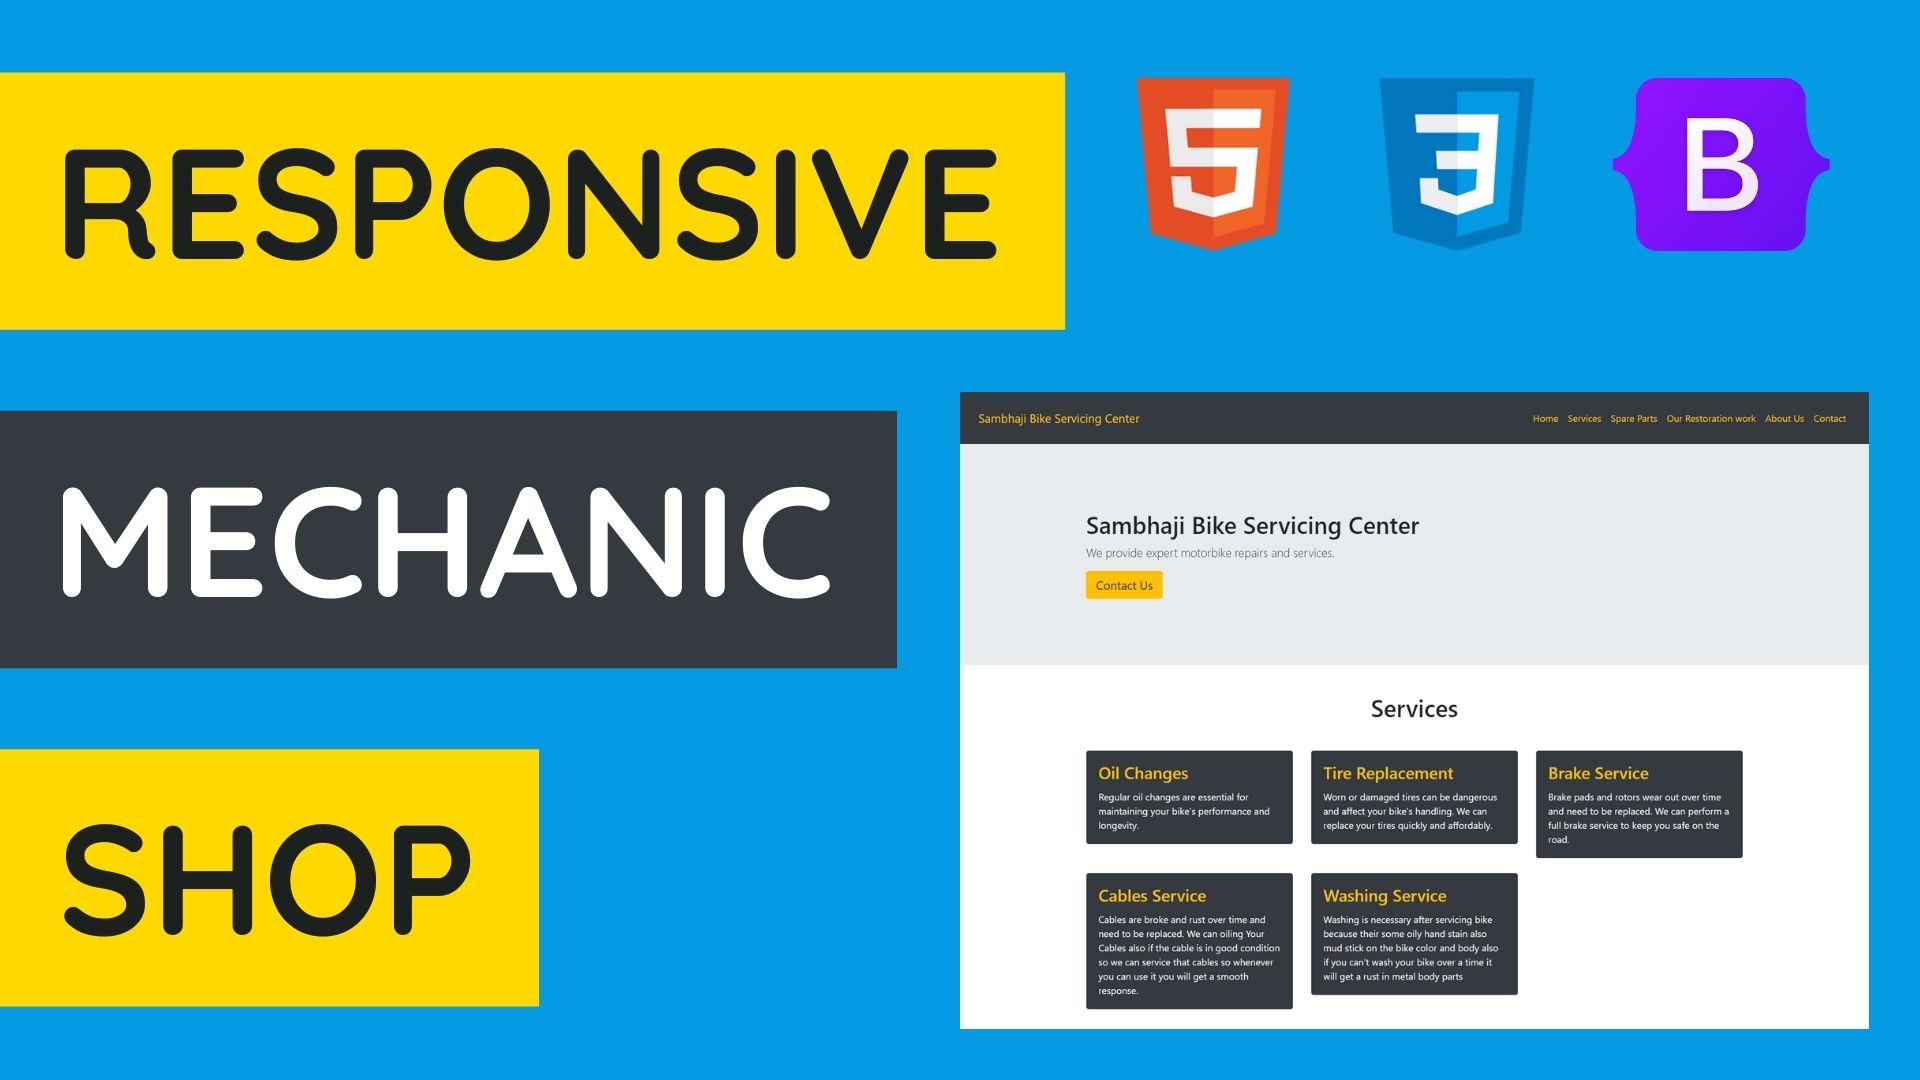 RESPONSIVE
5
3
B
MECHANIC
SHOP
Sambhaji Bike Servicing Center
Home Services Spare Parts Our Restoration work About Us Contact
Sambhaji Bike Servicing Center
We provide expert motorbike repairs and services.
Contact Us
Services
Oil Changes
Regular oil changes are essential for
maintaining your bike's performance and
longevity.
Tire Replacement
Worn or damaged tires can be dangerous
and affect your bike's handling. We can
replace your tires quickly and affordably.
Brake Service
Brake pads and rotors wear out over time
and need to be replaced. We can perform a
full brake service to keep you safe on the
road.
Cables Service
Cables are broke and rust over time and
need to be replaced. We can oiling Your
Cables also if the cable is in good condition
so we can service that cables so whenever
you can use it you will get a smooth
response.
Washing Service
Washing is necessary after servicing bike
because their some oily hand stain also
mud stick on the bike color and body also
if you can't wash your bike over a time it
will get a rust in metal body parts